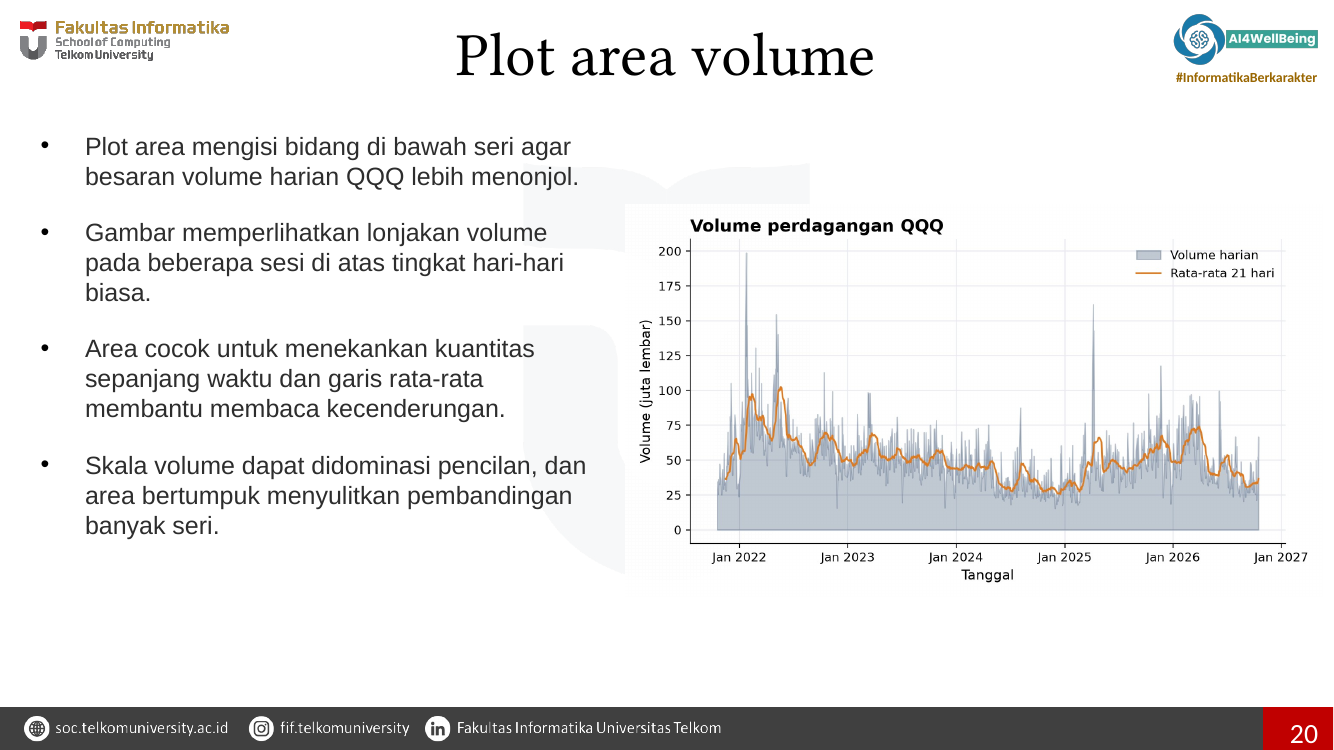 Fakultas Informatika
School of Computing
Telkom University
Plot area volume
AI4WellBeing
#InformatikaBerkarakter
• Plot area mengisi bidang di bawah seri agar
besaran volume harian QQQ lebih menonjol.
• Gambar memperlihatkan lonjakan volume
pada beberapa sesi di atas tingkat hari-hari
biasa.
• Area cocok untuk menekankan kuantitas
sepanjang waktu dan garis rata-rata
membantu membaca kecenderungan.
• Skala volume dapat didominasi pencilan, dan
area bertumpuk menyulitkan pembandingan
banyak seri.
Volume perdagangan QQQ
Volume harian
Rata-rata 21 hari
Volume (juta lembar)
200
175
150
125
100
75
50
25
0
Jan 2022 Jan 2023 Jan 2024 Jan 2025 Jan 2026 Jan 2027
Tanggal
soc.telkomuniversity.ac.id fif.telkomuniversity Fakultas Informatika Universitas Telkom
20